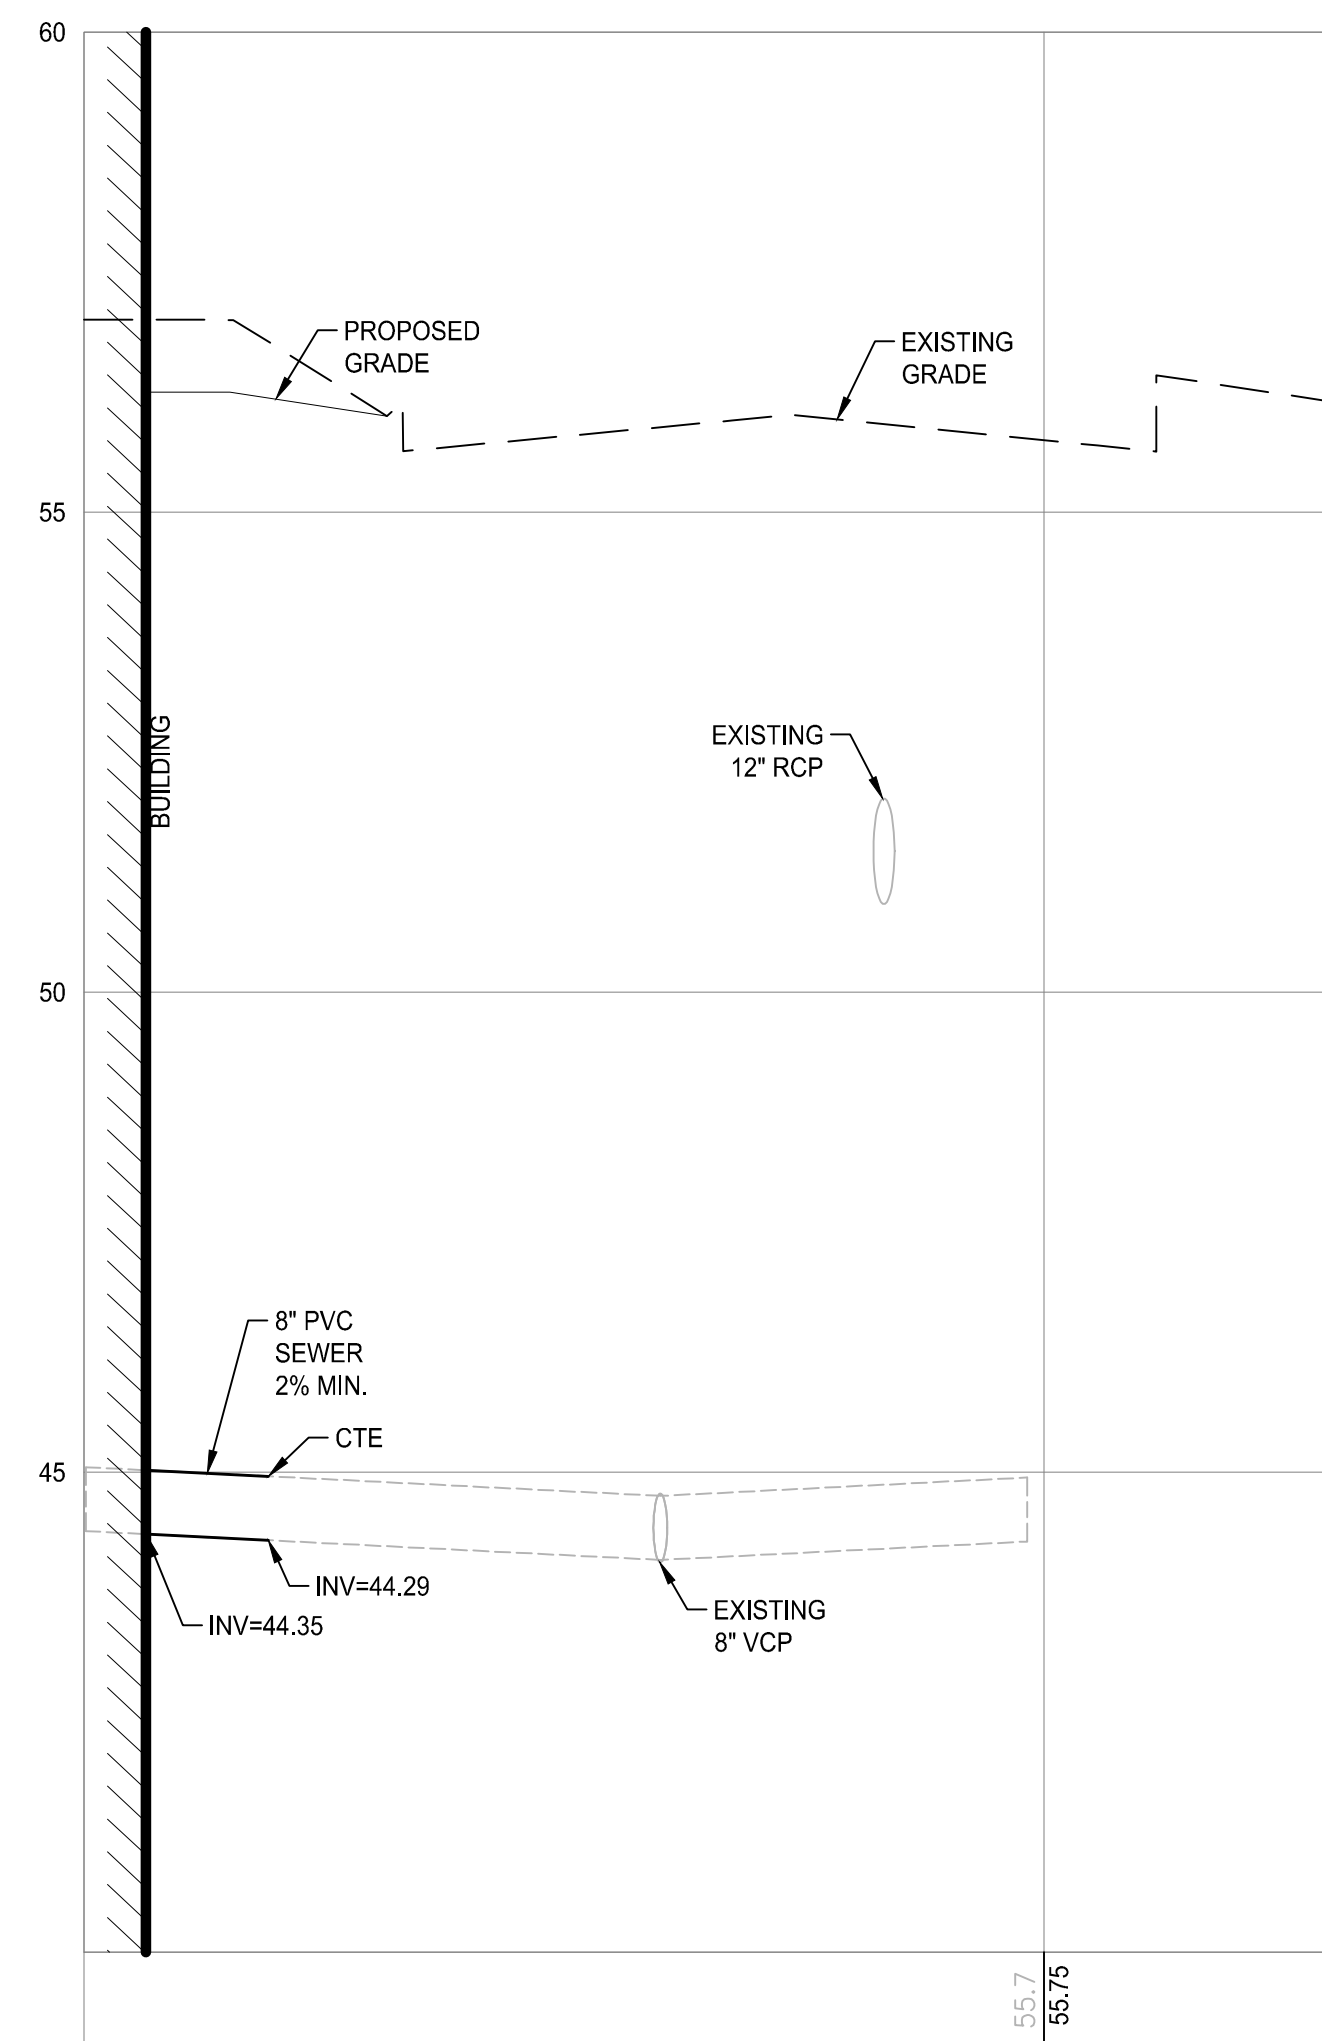 60
PROPOSED
GRADE
EXISTING
GRADE
55
BUILDING
EXISTING
12" RCP
50
8" PVC
SEWER
2% MIN.
CTE
45
INV=44.29
INV=44.35
EXISTING
8" VCP
55.7
55.75